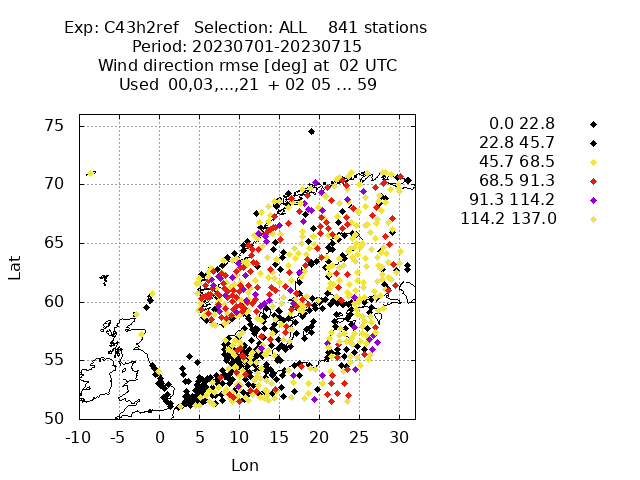 Exp: C43h2ref   Selection: ALL    841 stations
Period: 20230701-20230715
Wind direction rmse [deg] at  02 UTC
Used  00,03,...,21  + 02 05 ... 59
0.0 22.8
22.8 45.7
45.7 68.5
68.5 91.3
91.3 114.2
114.2 137.0
75
70
65
60
55
50
Lat
-10 -5 0 5 10 15 20 25 30
Lon